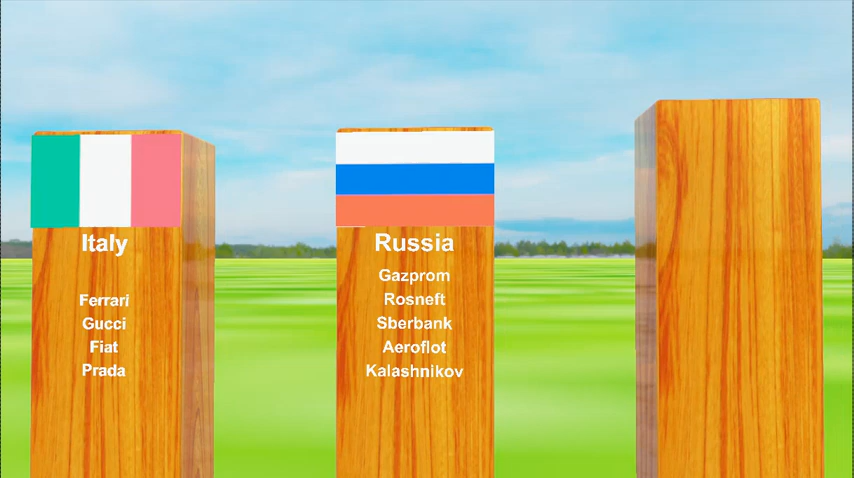 Italy
Ferrari
Gucci
Fiat
Prada
Russia
Gazprom
Rosneft
Sberbank
Aeroflot
Kalashnikov